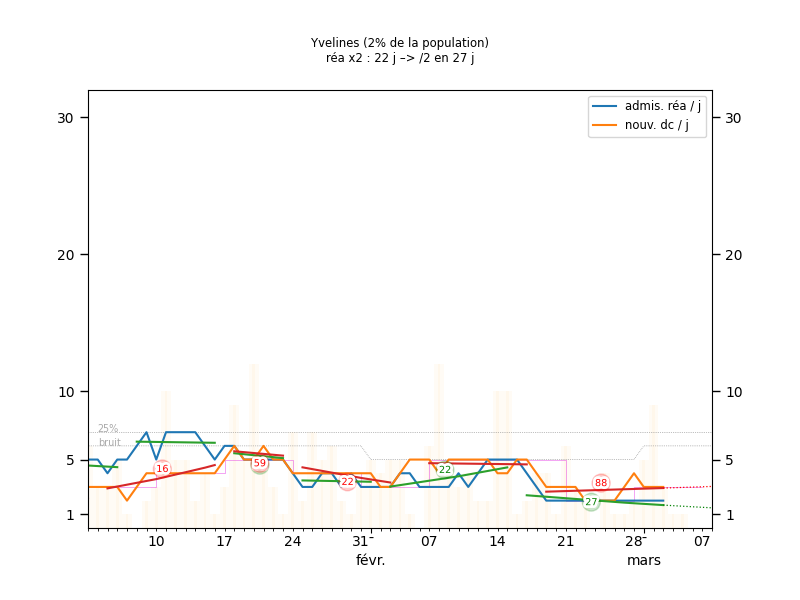 Yvelines (2% de la population)
réa x2 : 22 j –> /2 en 27 j
admis. réa / j
nouv. dc / j
30 30
20 20
10 10
25%
bruit
5 5
16 59 22 22 88 27
1 1
10 17 24 31 07 14 21 28 07
févr. mars